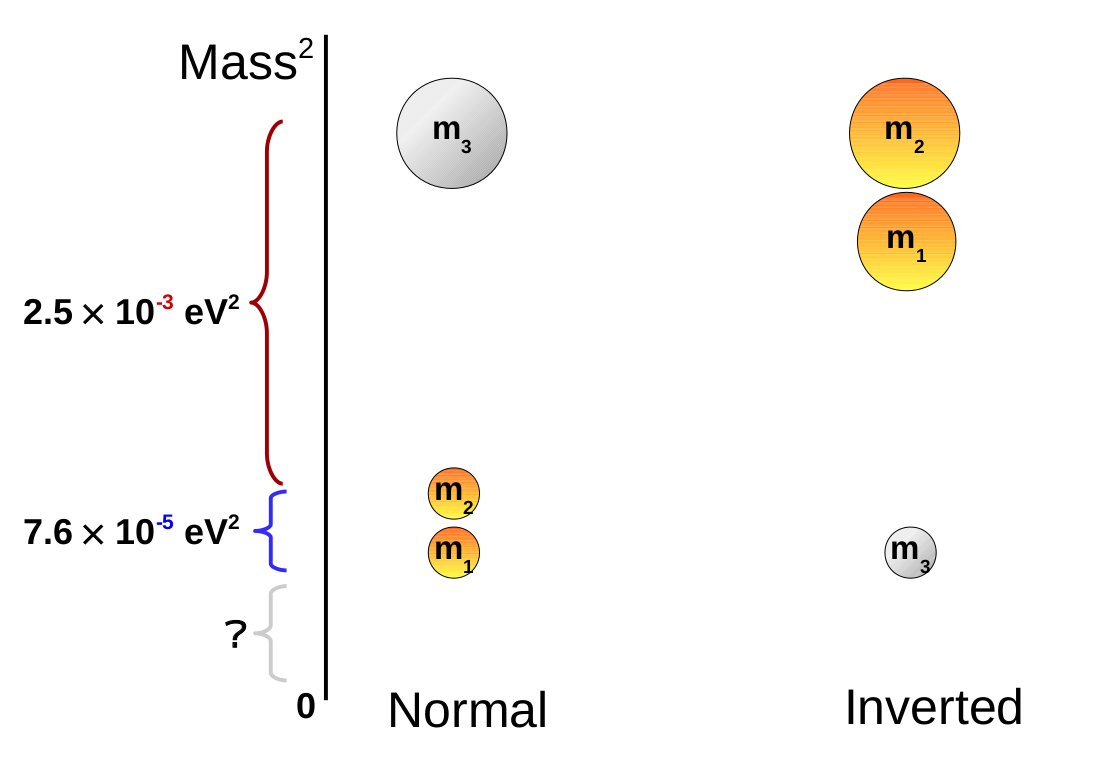 Mass²
m₃
m₂
m₁
2.5 × 10⁻³ eV²
m₂
7.6 × 10⁻⁵ eV²
m₁
m₃
?
0
Normal
Inverted